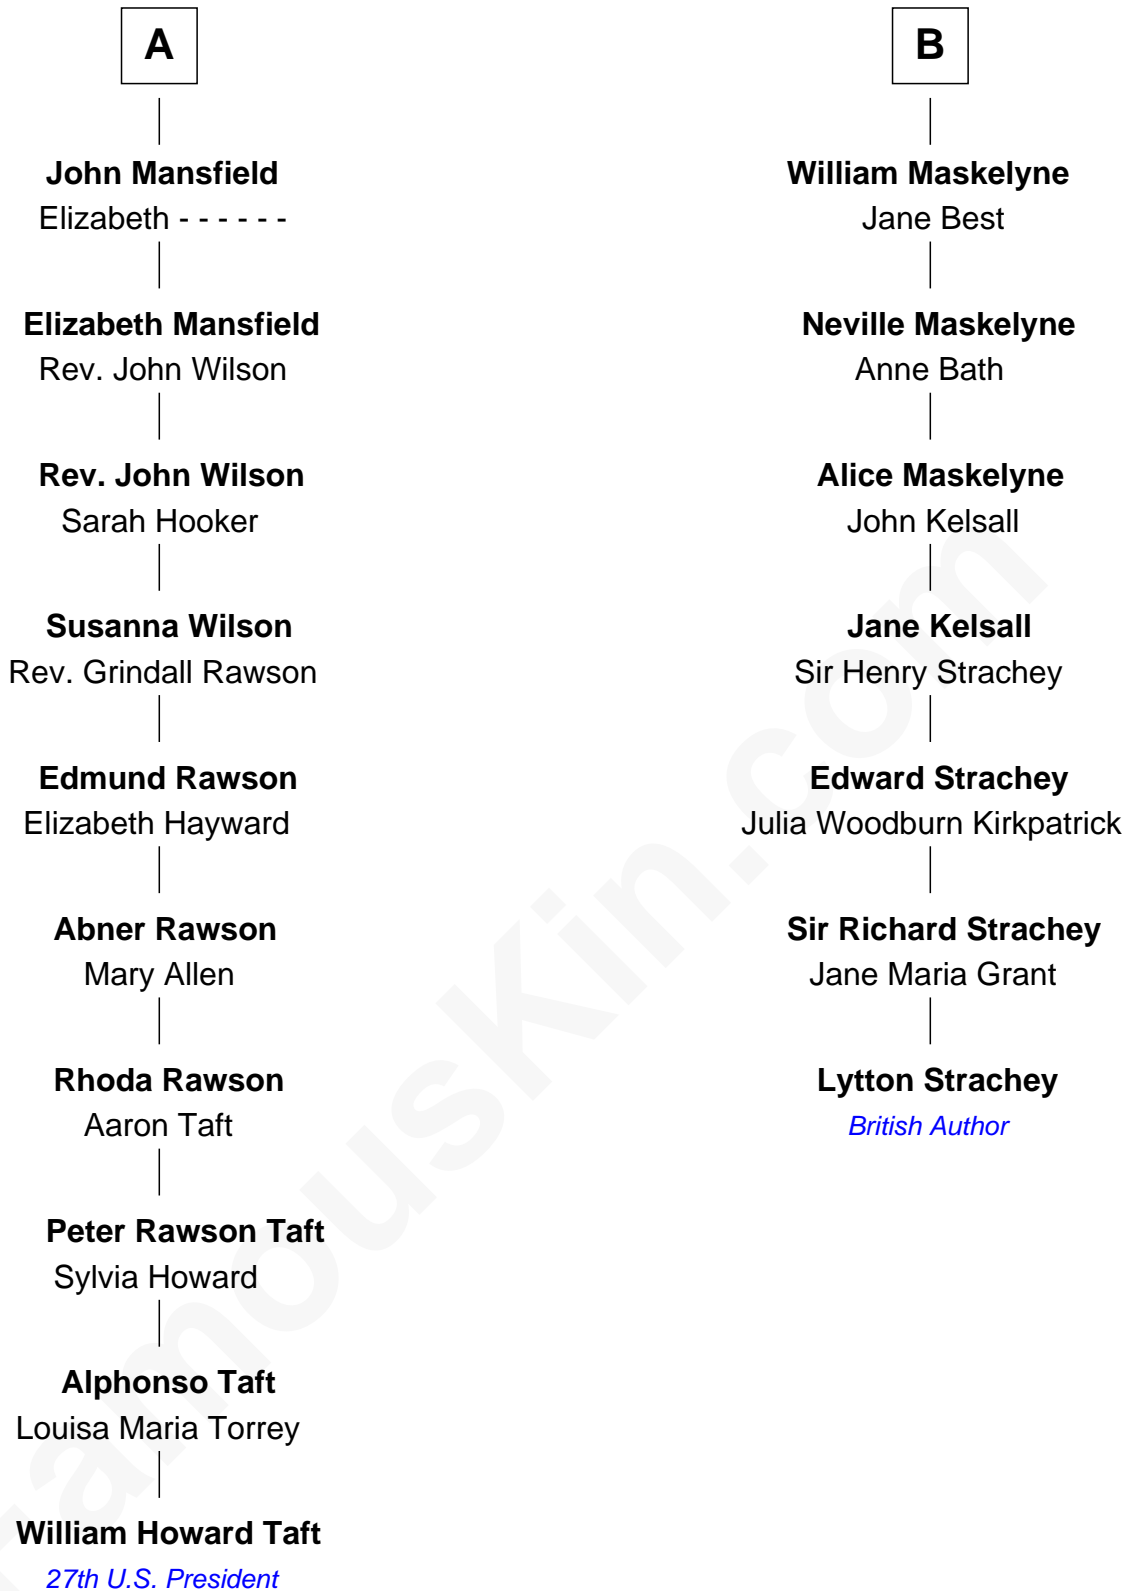 A
John Mansfield
Elizabeth - - - - - -
Elizabeth Mansfield
Rev. John Wilson
Rev. John Wilson
Sarah Hooker
Susanna Wilson
Rev. Grindall Rawson
Edmund Rawson
Elizabeth Hayward
Abner Rawson
Mary Allen
Rhoda Rawson
Aaron Taft
Peter Rawson Taft
Sylvia Howard
Alphonso Taft
Louisa Maria Torrey
William Howard Taft
27th U.S. President
B
William Maskelyne
Jane Best
Neville Maskelyne
Anne Bath
Alice Maskelyne
John Kelsall
Jane Kelsall
Sir Henry Strachey
Edward Strachey
Julia Woodburn Kirkpatrick
Sir Richard Strachey
Jane Maria Grant
Lytton Strachey
British Author
famouskin.com